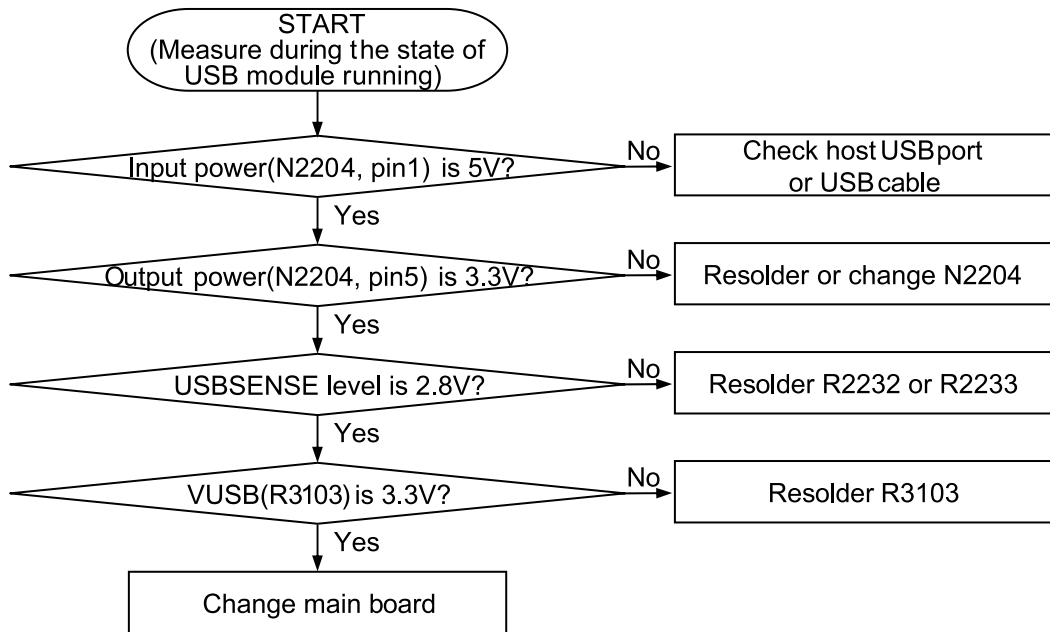 START
(Measure during the state of
USB module running)
Input power(N2204, pin1) is 5V?
No
Check host USB port
or USB cable
Yes
Output power(N2204, pin5) is 3.3V?
No
Resolder or change N2204
Yes
USBSENSE level is 2.8V?
No
Resolder R2232 or R2233
Yes
VUSB(R3103) is 3.3V?
No
Resolder R3103
Yes
Change main board